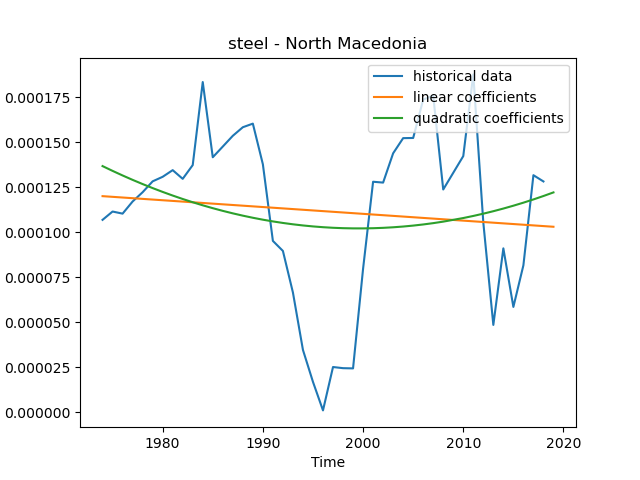 steel - North Macedonia
historical data
linear coefficients
quadratic coefficients
0.000175
0.000150
0.000125
0.000100
0.000075
0.000050
0.000025
0.000000
1980 1990 2000 2010 2020
Time